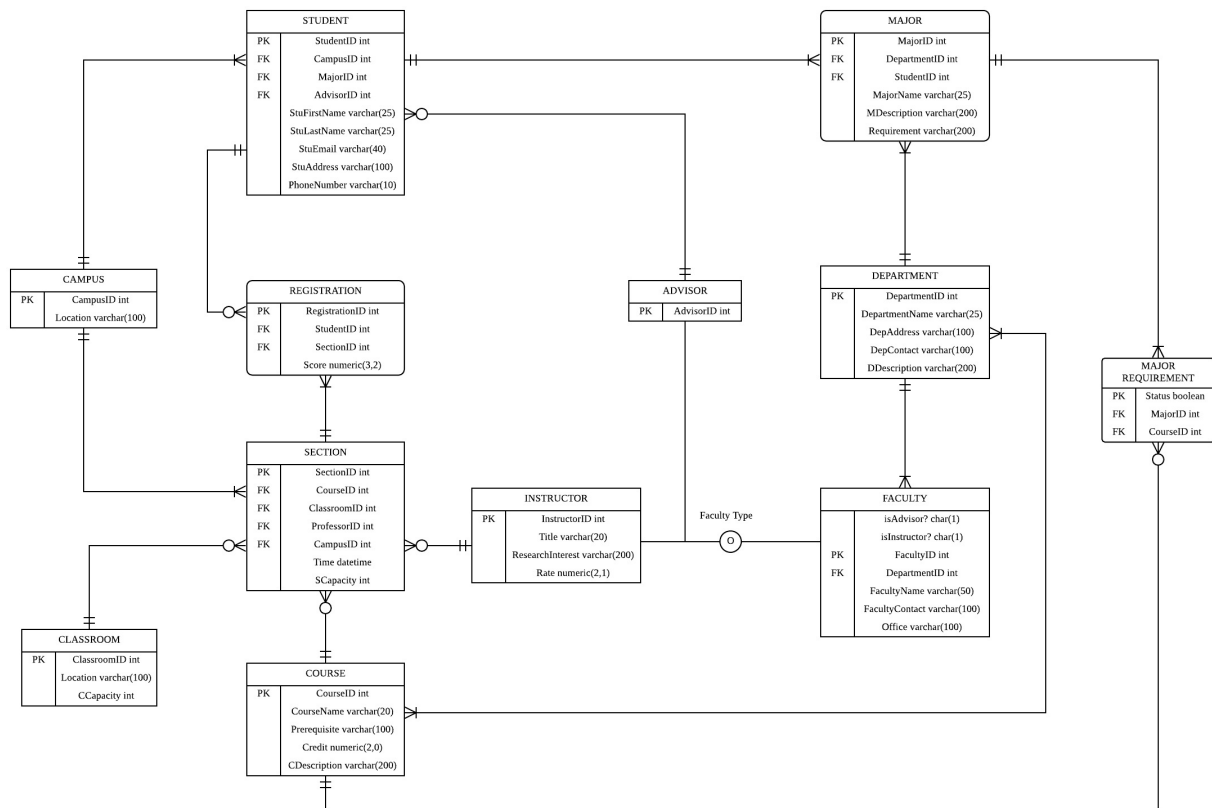 STUDENT
PK StudentID int
FK CampusID int
FK MajorID int
FK AdvisorID int
StuFirstName varchar(25)
StuLastName varchar(25)
StuEmail varchar(40)
StuAddress varchar(100)
PhoneNumber varchar(10)
MAJOR
PK MajorID int
FK DepartmentID int
FK StudentID int
MajorName varchar(25)
MDescription varchar(200)
Requirement varchar(200)
CAMPUS
PK CampusID int
Location varchar(100)
REGISTRATION
PK RegistrationID int
FK StudentID int
FK SectionID int
Score numeric(3,2)
ADVISOR
PK AdvisorID int
DEPARTMENT
PK DepartmentID int
DepartmentName varchar(25)
DepAddress varchar(100)
DepContact varchar(100)
DDescription varchar(200)
MAJOR
REQUIREMENT
PK Status boolean
FK MajorID int
FK CourseID int
SECTION
PK SectionID int
FK CourseID int
FK ClassroomID int
FK ProfessorID int
FK CampusID int
Time datetime
SCapacity int
INSTRUCTOR
PK InstructorID int
Title varchar(20)
ResearchInterest varchar(200)
Rate numeric(2,1)
Faculty Type
O
FACULTY
isAdvisor? char(1)
isInstructor? char(1)
PK FacultyID int
FK DepartmentID int
FacultyName varchar(50)
FacultyContact varchar(100)
Office varchar(100)
CLASSROOM
PK ClassroomID int
Location varchar(100)
CCapacity int
COURSE
PK CourseID int
CourseName varchar(20)
Prerequisite varchar(100)
Credit numeric(2,0)
CDescription varchar(200)